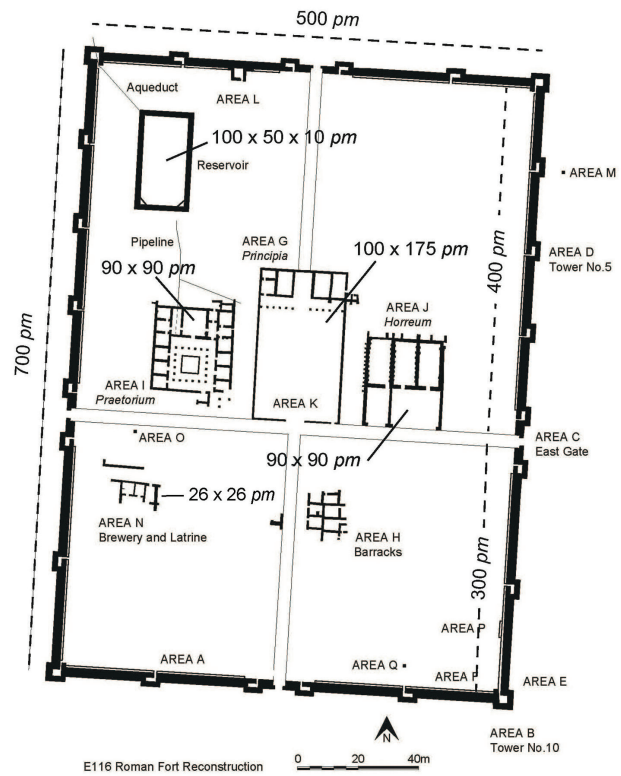 500 pm
Aqueduct
AREA L
100 x 50 x 10 pm
Reservoir
AREA M
Pipeline
AREA G
Principia
100 x 175 pm
AREA D
Tower No.5
90 x 90 pm
400 pm
AREA J
Horreum
700 pm
AREA I
Praetorium
AREA K
AREA O
AREA C
East Gate
90 x 90 pm
26 x 26 pm
AREA N
Brewery and Latrine
AREA H
Barracks
300 pm
AREA P
AREA A
AREA Q
AREA F
AREA E
N
AREA B
Tower No.10
E116 Roman Fort Reconstruction
0 20 40m